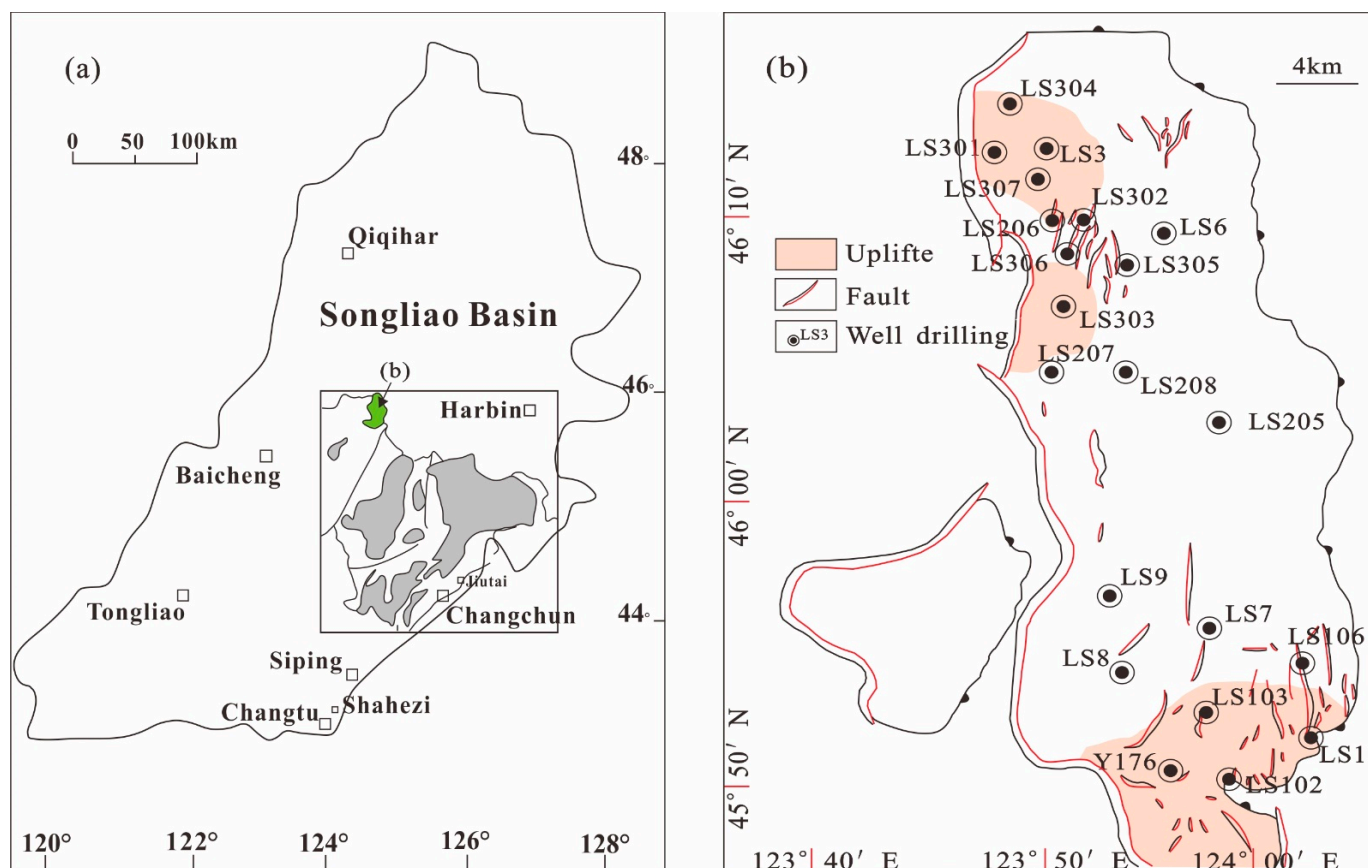 (a)
0 50 100km
48°
Qiqihar
Songliao Basin
(b)
46°
Harbin
Baicheng
Jiutai
Tongliao
Changchun
44°
Siping
Shahezi
Changtu
120° 122° 124° 126° 128°
(b)
4km
LS304
LS301
LS3
LS307
LS302
LS206
LS6
LS306
LS305
46° 10′ N
Uplifte
Fault
LS303
LS3
Well drilling
LS207
LS208
LS205
46° 00′ N
LS9
LS7
LS106
LS8
LS103
LS1
Y176
LS102
45° 50′ N
123° 40′ E 123° 50′ E 124° 00′ E